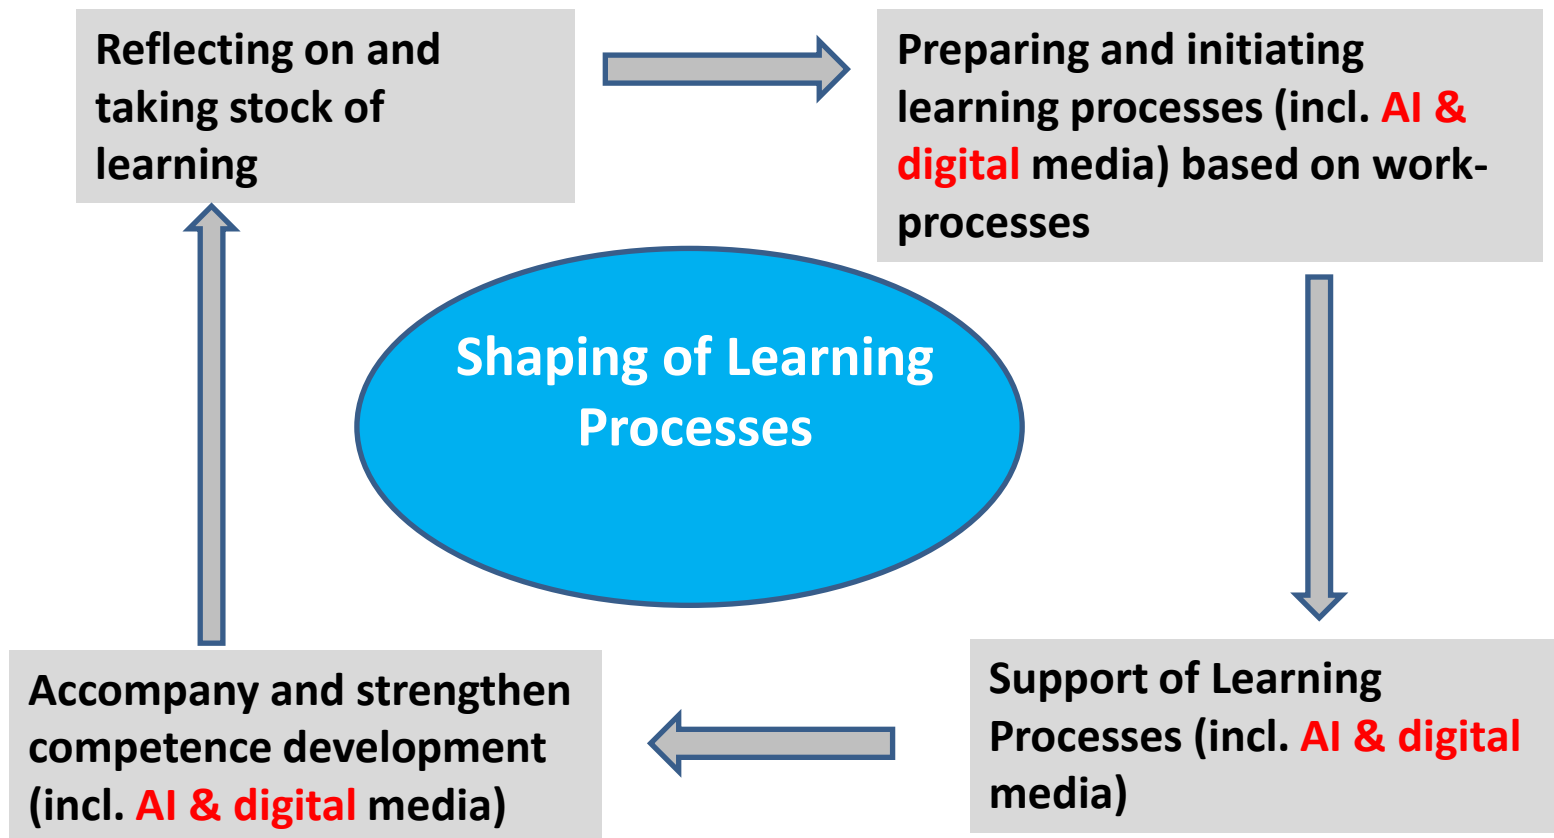 Reflecting on and
taking stock of
learning
Preparing and initiating
learning processes (incl. AI &
digital media) based on work-
processes
Shaping of Learning
Processes
Accompany and strengthen
competence development
(incl. AI & digital media)
Support of Learning
Processes (incl. AI & digital
media)